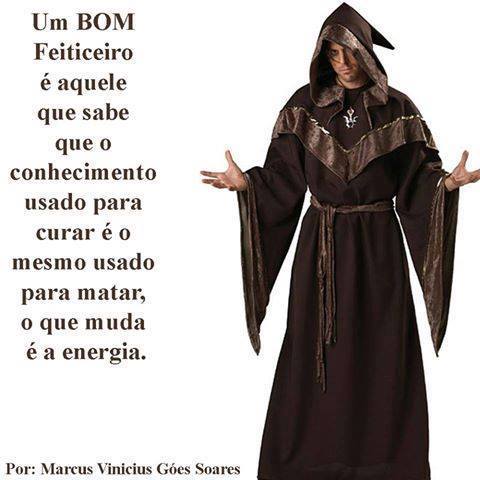 Um BOM
Feiticeiro
é aquele
que sabe
que o
conhecimento
usado para
curar é o
mesmo usado
para matar,
o que muda
é a energia.
Por: Marcus Vinicius Góes Soares